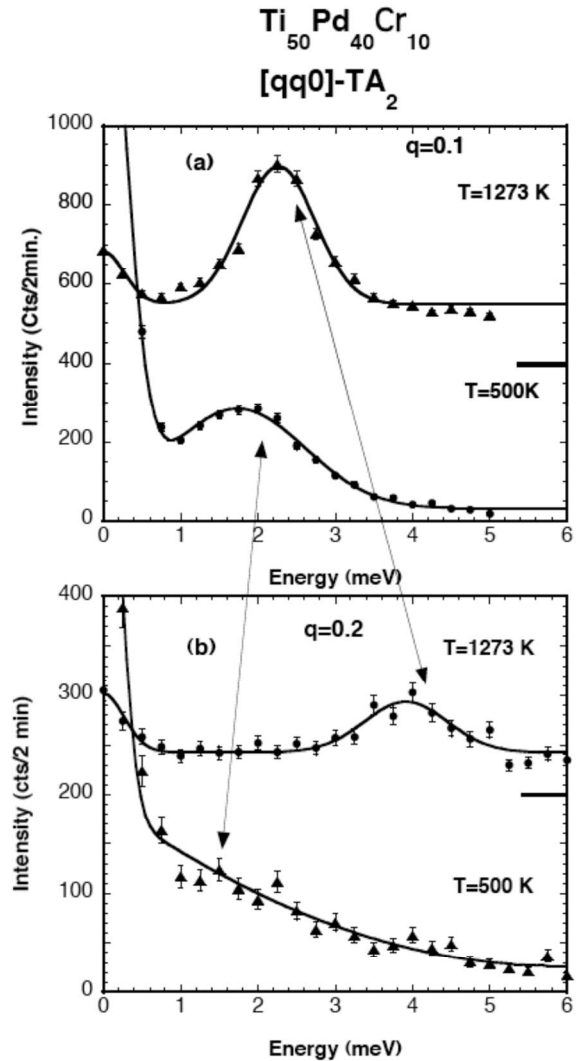 Ti50Pd40Cr10
[qq0]-TA2
1000
(a)
q=0.1
T=1273 K
800
600
400
T=500K
200
0
0 1 2 3 4 5 6
Intensity (Cts/2min.)
Energy (meV)
400
(b)
q=0.2
T=1273 K
300
200
T=500 K
100
0
0 1 2 3 4 5 6
Intensity (cts/2 min)
Energy (meV)